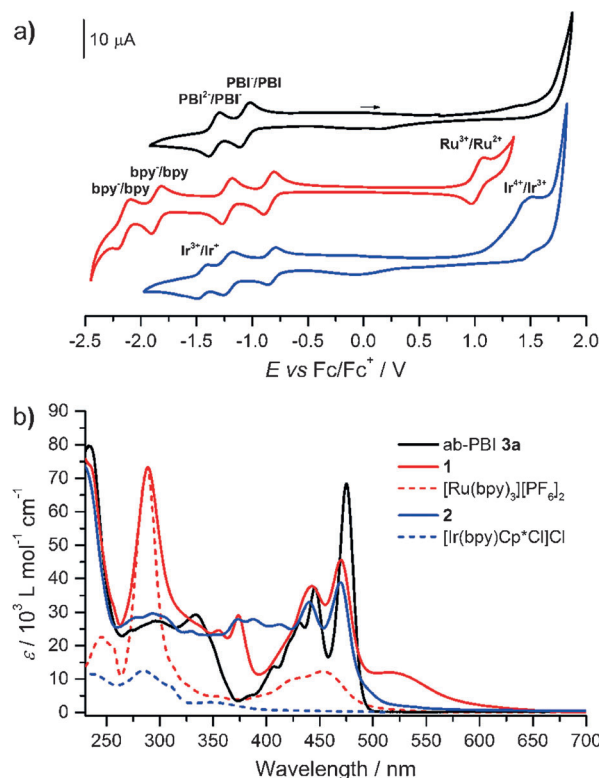 a)
10 μA
PBI⁻/PBI
PBI²⁻/PBI⁻
Ru³⁺/Ru²⁺
bpy⁻/bpy
bpy⁻/bpy
Ir⁴⁺/Ir³⁺
Ir³⁺/Ir⁺
-2.5 -2.0 -1.5 -1.0 -0.5 0.0 0.5 1.0 1.5 2.0
E vs Fc/Fc⁺ / V
b)
90
80
70
60
50
40
30
20
10
0
ε / 10³ L mol⁻¹ cm⁻¹
ab-PBI 3a
1
[Ru(bpy)₃][PF₆]₂
2
[Ir(bpy)Cp*Cl]Cl
250 300 350 400 450 500 550 600 650 700
Wavelength / nm